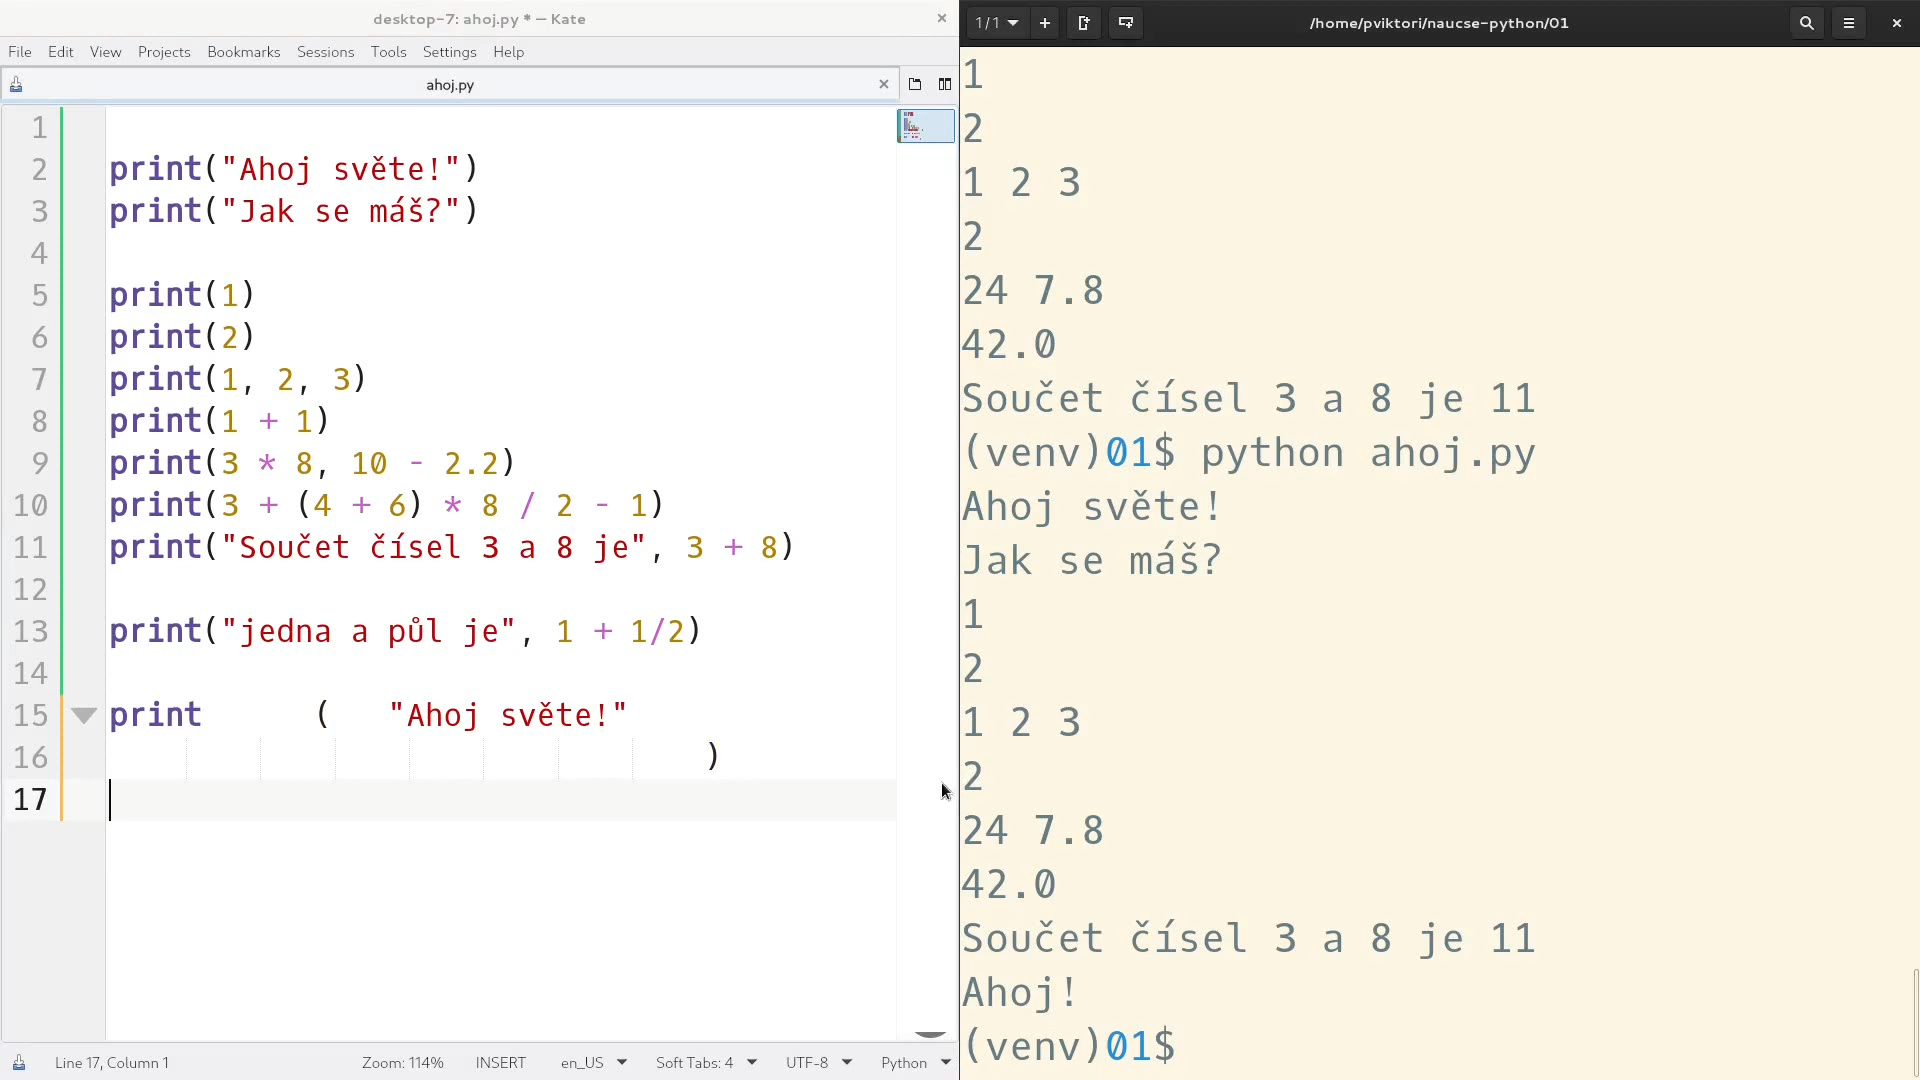 desktop-7: ahoj.py * — Kate
File Edit View Projects Bookmarks Sessions Tools Settings Help
ahoj.py
1
2 print("Ahoj světe!")
3 print("Jak se máš?")
4
5 print(1)
6 print(2)
7 print(1, 2, 3)
8 print(1 + 1)
9 print(3 * 8, 10 - 2.2)
10 print(3 + (4 + 6) * 8 / 2 - 1)
11 print("Součet čísel 3 a 8 je", 3 + 8)
12
13 print("jedna a půl je", 1 + 1/2)
14
15 print      (   "Ahoj světe!"
16                                 )
17
Line 17, Column 1 Zoom: 114% INSERT en_US Soft Tabs: 4 UTF-8 Python
1/1 /home/pviktori/naucse-python/01
1
2
1 2 3
2
24 7.8
42.0
Součet čísel 3 a 8 je 11
(venv)01$ python ahoj.py
Ahoj světe!
Jak se máš?
1
2
1 2 3
2
24 7.8
42.0
Součet čísel 3 a 8 je 11
Ahoj!
(venv)01$